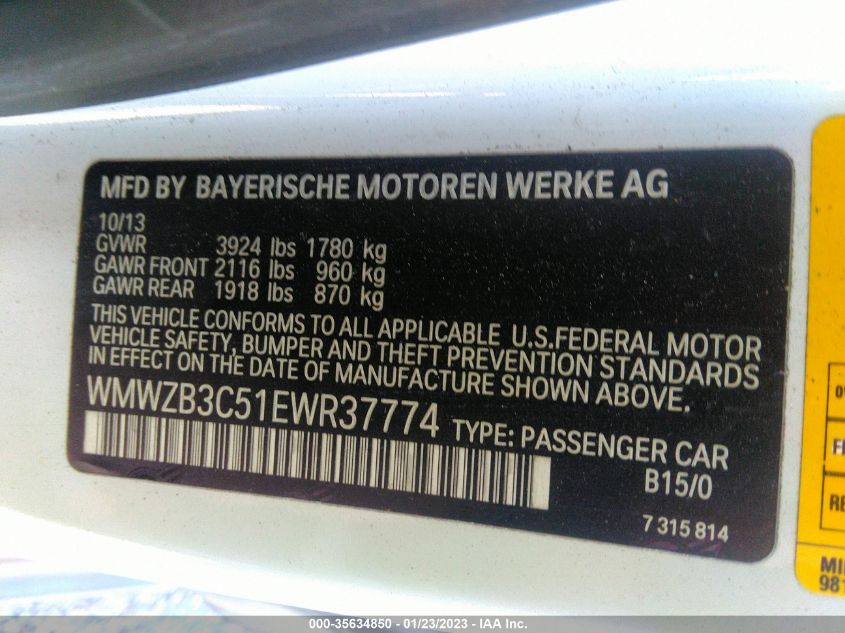 MFD BY BAYERISCHE MOTOREN WERKE AG
10/13
GVWR 3924 lbs 1780 kg
GAWR FRONT 2116 lbs 960 kg
GAWR REAR 1918 lbs 870 kg
THIS VEHICLE CONFORMS TO ALL APPLICABLE U.S.FEDERAL MOTOR
VEHICLE SAFETY, BUMPER AND THEFT PREVENTION STANDARDS
IN EFFECT ON THE DATE OF MANUFACTURE SHOWN ABOVE.
WMWZB3C51EWR37774 TYPE: PASSENGER CAR
B15/0
7 315 814
000-35634850 - 01/23/2023 - IAA Inc.